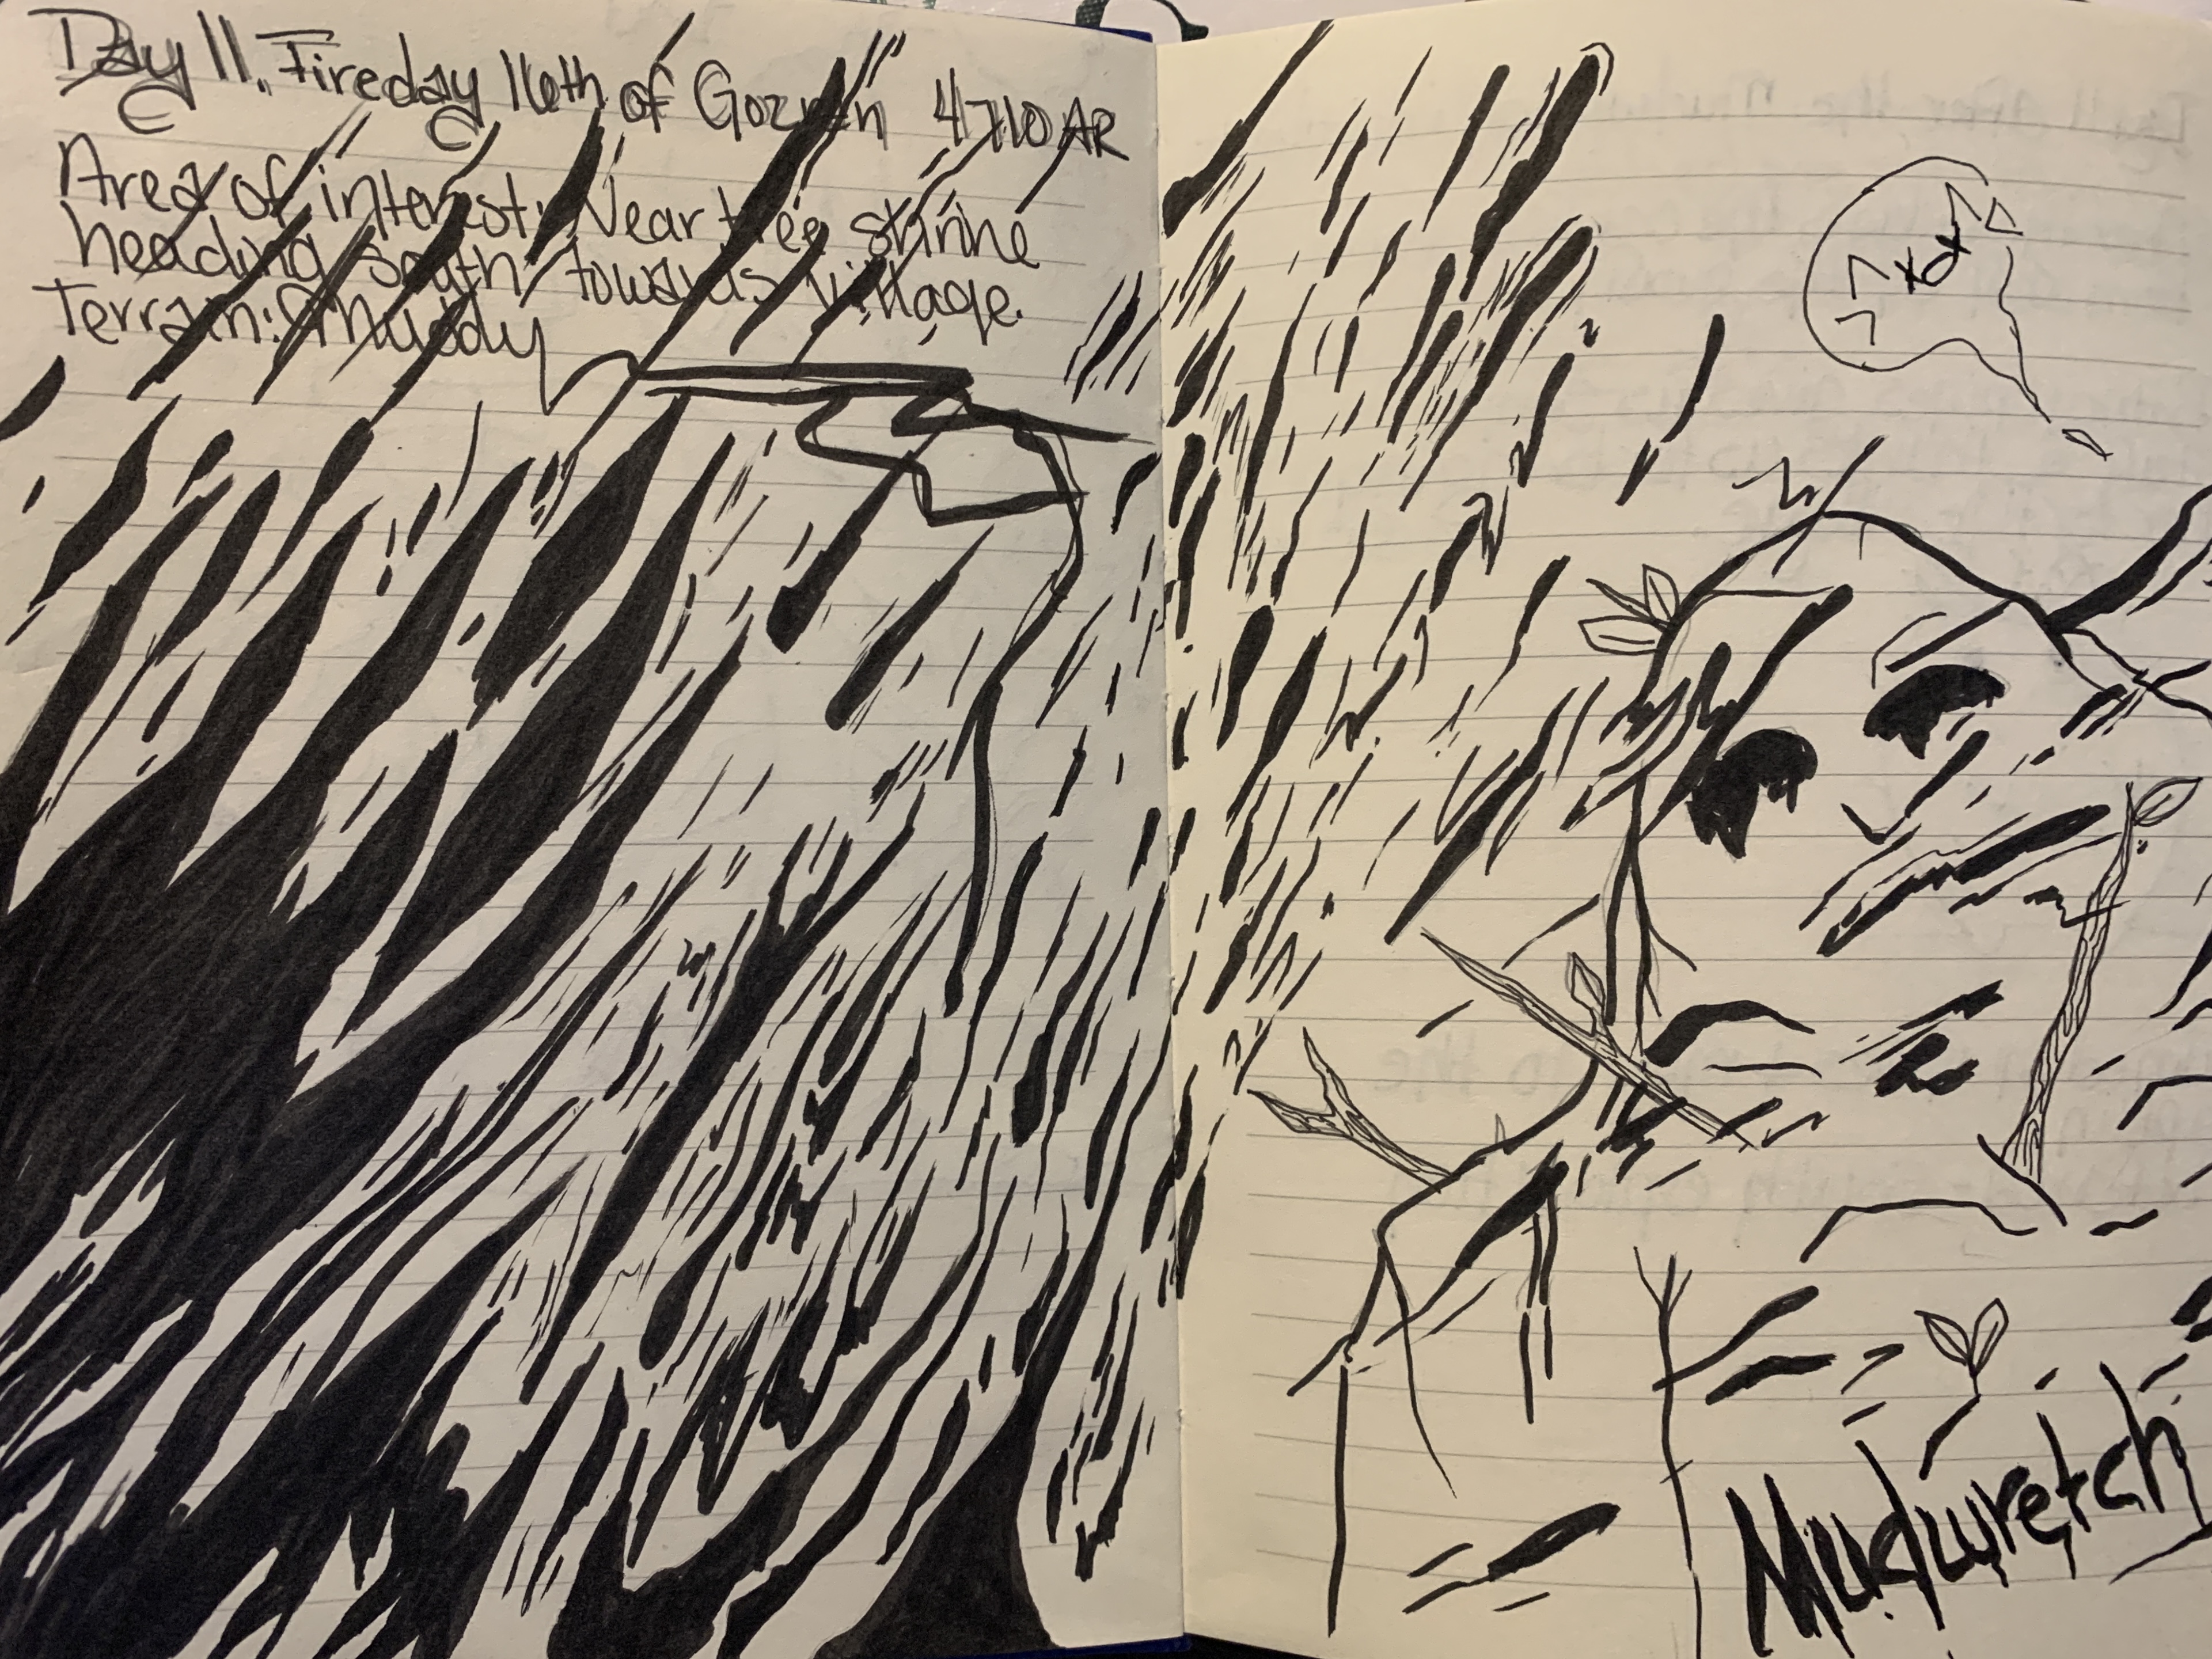 Day 11, Fireday 16th of Gozran 4710 AR
Area of interest: Near tree shrine
heading south towards village.
Terrain: Muddy
Mudwretch